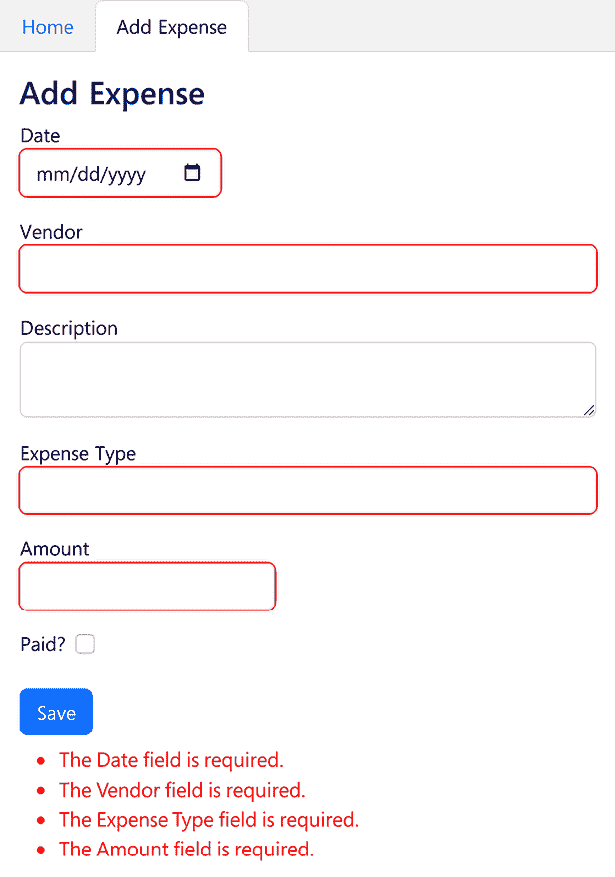 Home Add Expense
Add Expense
Date
mm/dd/yyyy
Vendor
Description
Expense Type
Amount
Paid?
Save
The Date field is required.
The Vendor field is required.
The Expense Type field is required.
The Amount field is required.